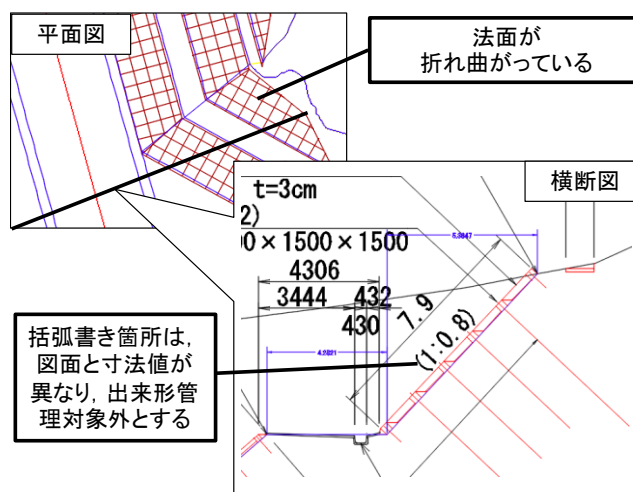 平面図
法面が
折れ曲がっている
横断図
t=3cm
2)
00×1500×1500
5.3847
4306
3444
432
430
7.9
(1:0.8)
括弧書き箇所は,
図面と寸法値が
異なり, 出来形管
理対象外とする